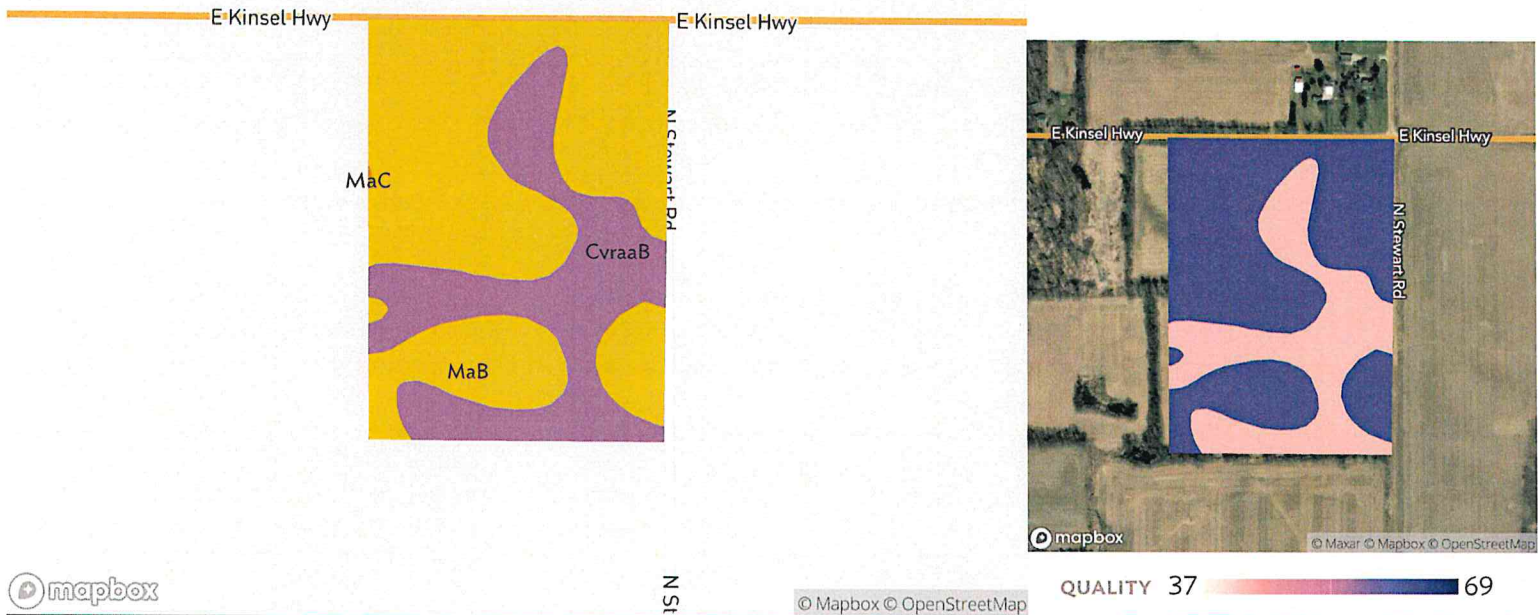 E Kinsel Hwy
E Kinsel Hwy
N Stewart Rd
MaC
CvraaB
MaB
N St
mapbox
© Mapbox © OpenStreetMap
E Kinsel Hwy
E Kinsel Hwy
N Stewart Rd
mapbox
© Maxar © Mapbox © OpenStreetMap
QUALITY 37 69